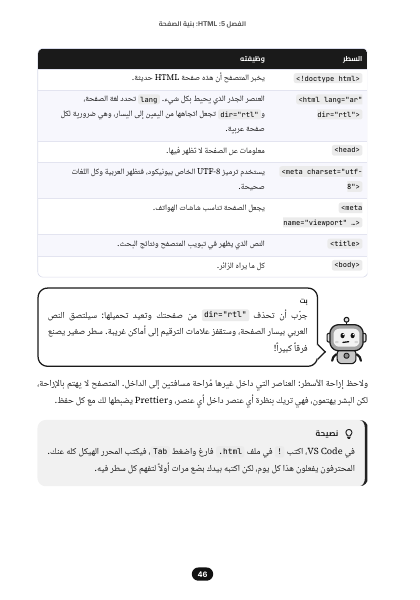 الفصل 5: HTML: بنية الصفحة
السطر وظيفته
<!doctype html> يخبر المتصفح أن هذه صفحة HTML حديثة.
<html lang="ar" العنصر الجذر الذي يحيط بكل شيء. lang تحدد لغة الصفحة،
dir="rtl"> و dir="rtl" تجعل اتجاهها من اليمين إلى اليسار، وهي ضرورية لكل
صفحة عربية.
<head> معلومات عن الصفحة لا تظهر فيها.
<meta charset="utf- يستخدم ترميز UTF-8 الخاص بيونيكود، فتظهر العربية وكل اللغات
8"> صحيحة.
<meta يجعل الصفحة تناسب شاشات الهواتف.
name="viewport" …>
<title> النص الذي يظهر في تبويب المتصفح ونتائج البحث.
<body> كل ما يراه الزائر.
بت
جرّب أن تحذف dir="rtl" من صفحتك وتعيد تحميلها: سيلتصق النص
العربي بيسار الصفحة، وستقفز علامات الترقيم إلى أماكن غريبة. سطر صغير يصنع
فرقاً كبيراً!
ولاحظ إزاحة الأسطر: العناصر التي داخل غيرها مُزاحة مسافتين إلى الداخل. المتصفح لا يهتم بالإزاحة،
لكن البشر يهتمون، فهي تريك بنظرة أي عنصر داخل أي عنصر، وPrettier يضبطها لك مع كل حفظ.
نصيحة
في VS Code، اكتب ! في ملف .html فارغ واضغط Tab، فيكتب المحرر الهيكل كله عنك.
المحترفون يفعلون هذا كل يوم، لكن اكتبه بيدك بضع مرات أولاً لتفهم كل سطر فيه.
46